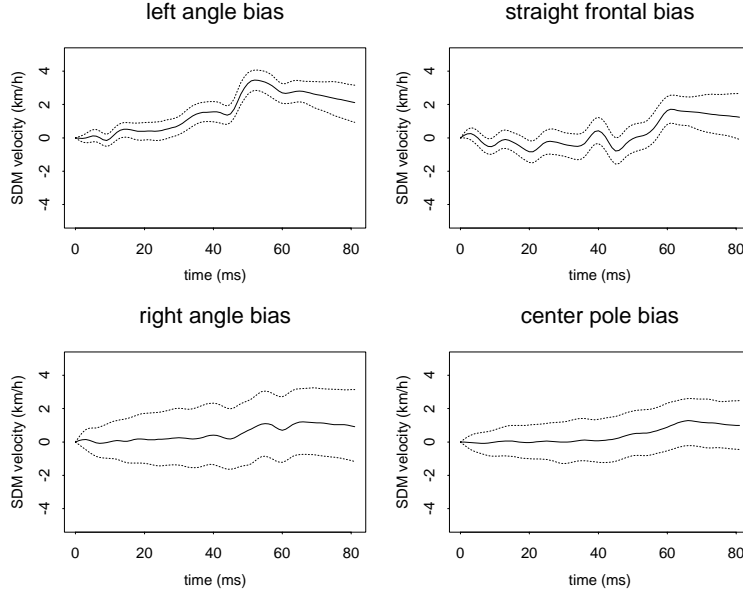 left angle bias
SDM velocity (km/h)
4
2
0
-2
-4
0 20 40 60 80
time (ms)
straight frontal bias
SDM velocity (km/h)
4
2
0
-2
-4
0 20 40 60 80
time (ms)
right angle bias
SDM velocity (km/h)
4
2
0
-2
-4
0 20 40 60 80
time (ms)
center pole bias
SDM velocity (km/h)
4
2
0
-2
-4
0 20 40 60 80
time (ms)